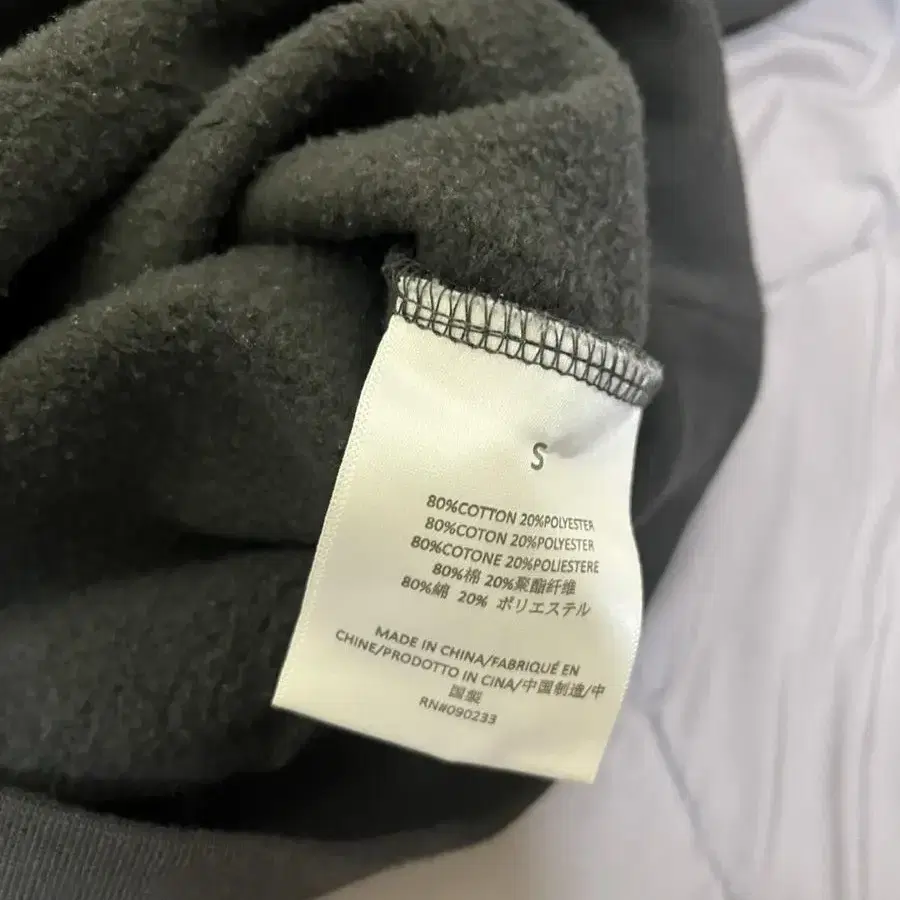 S
80%COTTON 20%POLYESTER
80%COTON 20%POLYESTER
80%COTONE 20%POLIESTERE
80%棉 20%聚酯纤维
80%綿 20% ポリエステル
MADE IN CHINA/FABRIQUÉ EN
CHINE/PRODOTTO IN CINA/中国制造/中
国製
RN#090233